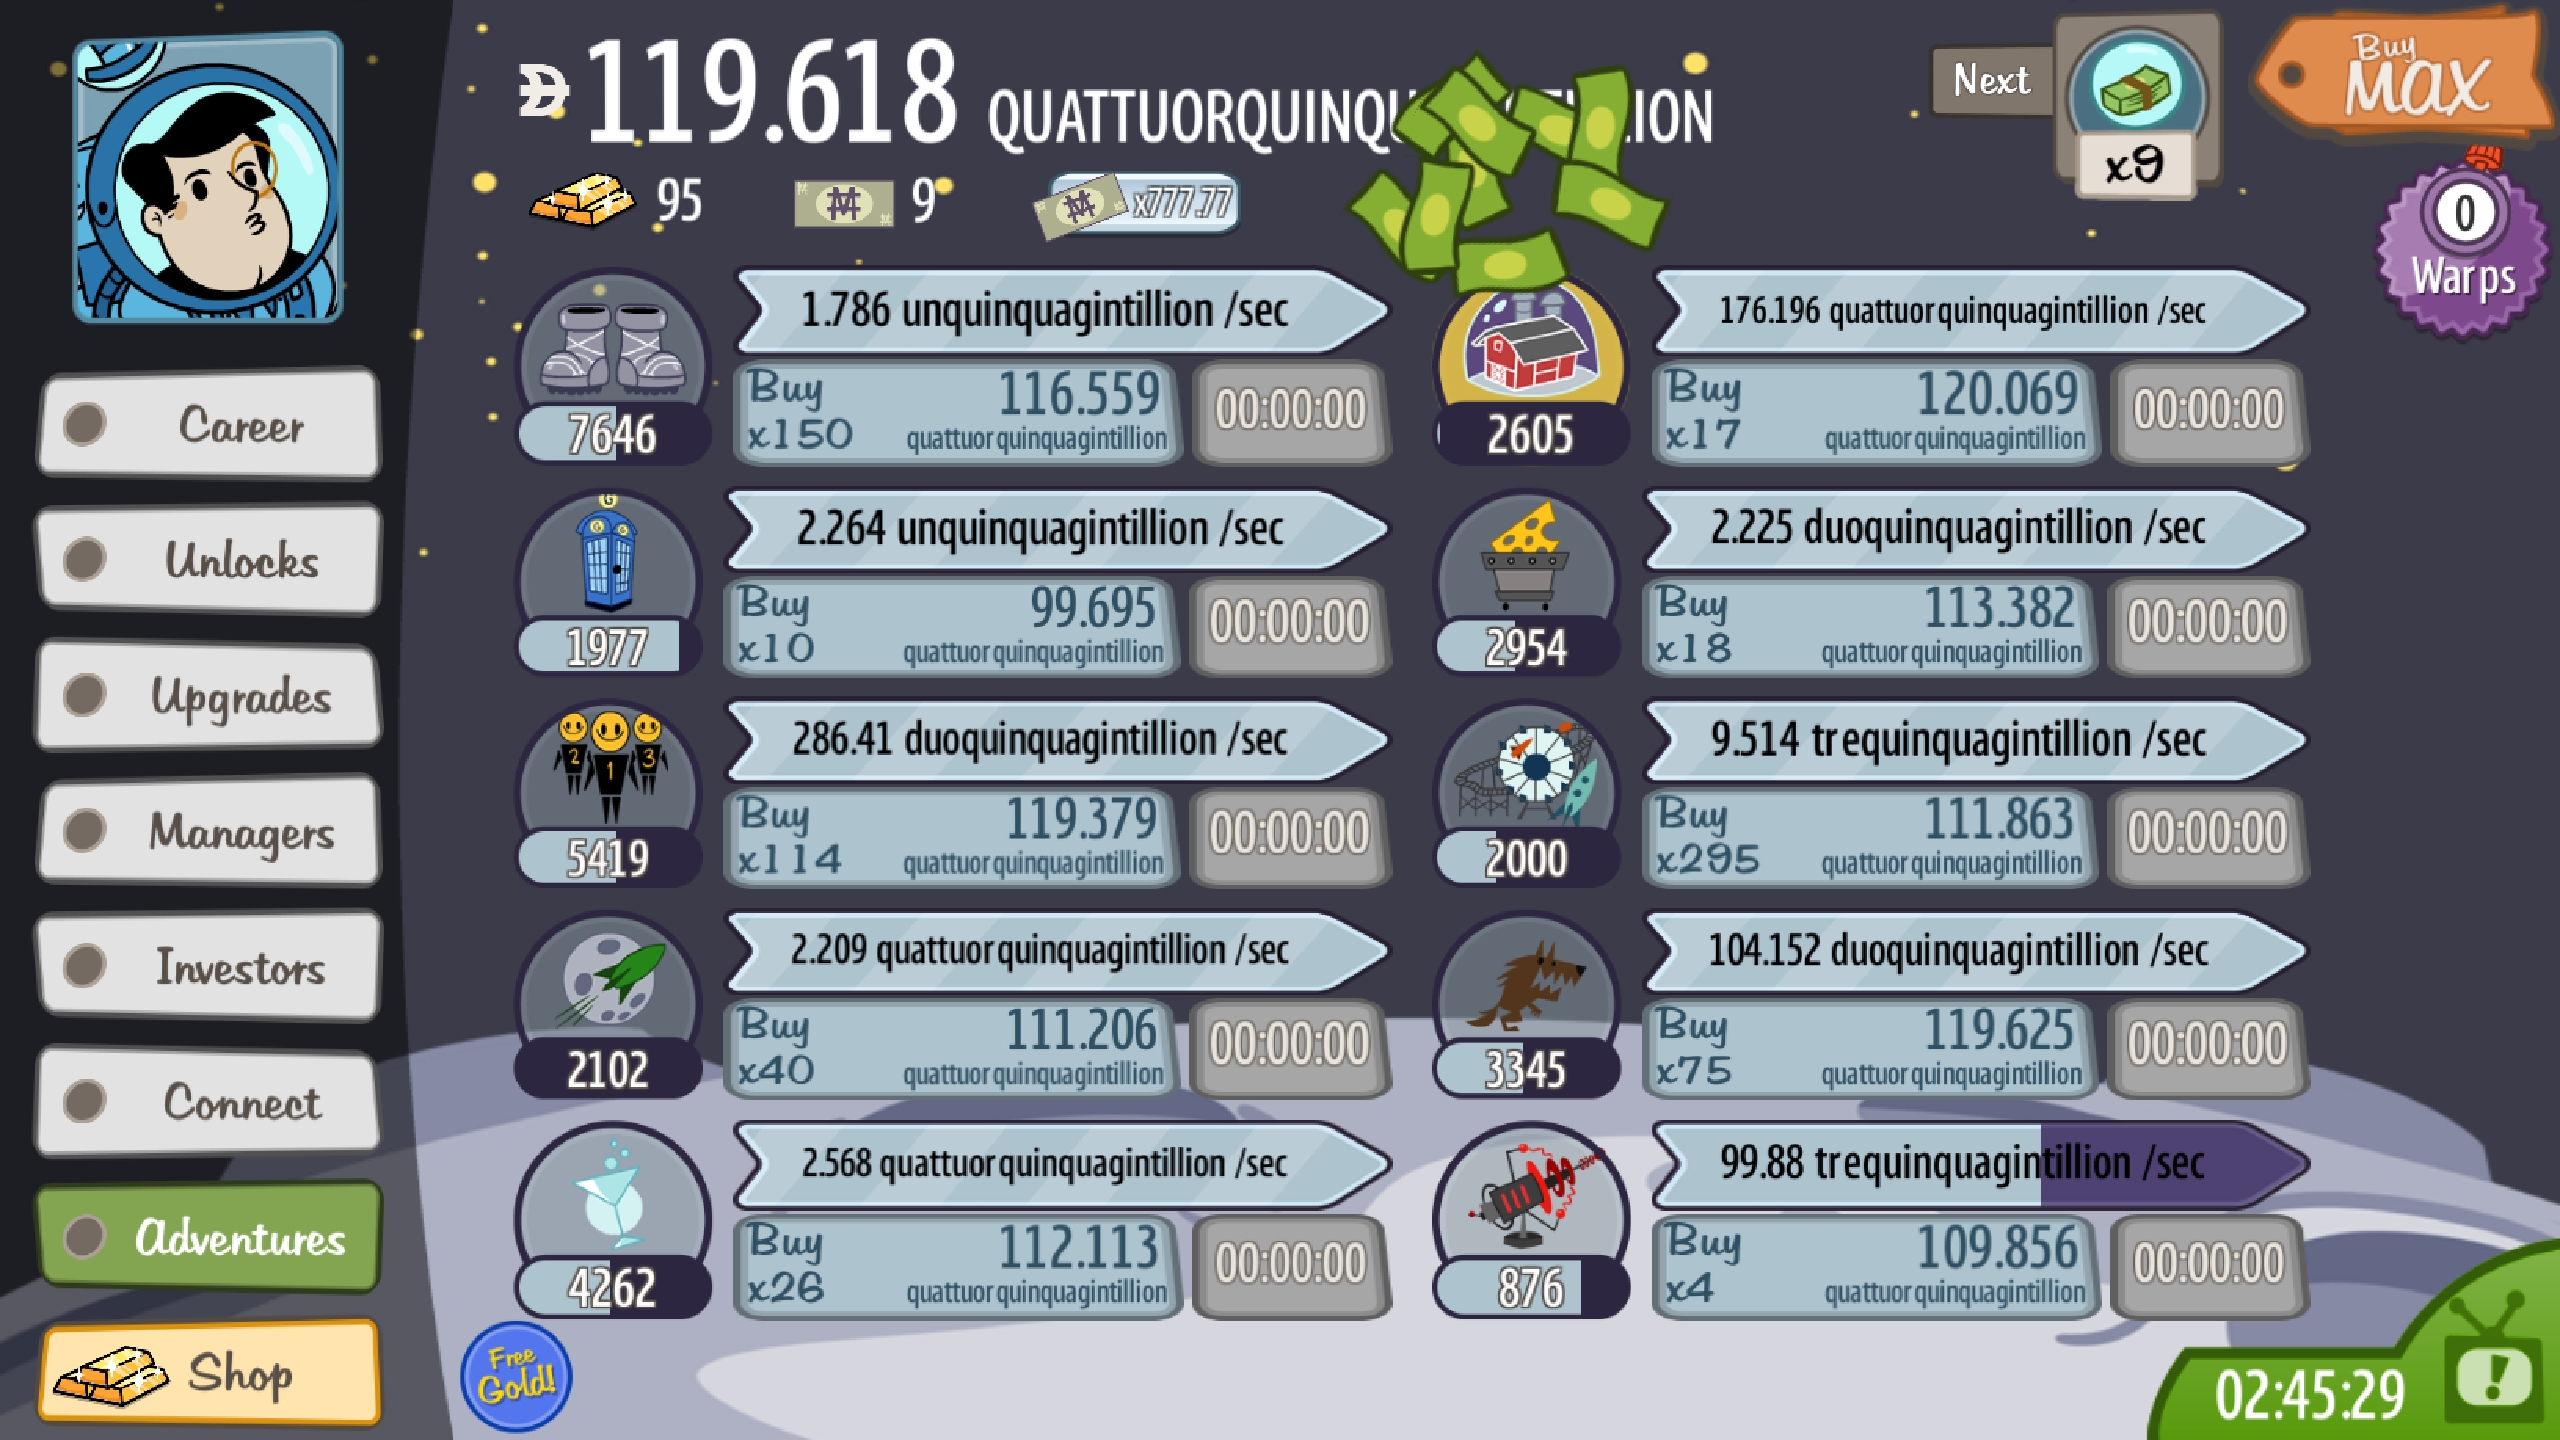 119.618 QUATTUORQUINQU ILLION
95
9
x777.77
Next
x9
Buy
MAX
0
Warps
Career
Unlocks
Upgrades
Managers
Investors
Connect
Adventures
Shop
1.786 unquinquagintillion /sec
7646
Buy
x150
116.559
quattuorquinquagintillion
00:00:00
176.196 quattuorquinquagintillion /sec
2605
Buy
x17
120.069
quattuorquinquagintillion
00:00:00
2.264 unquinquagintillion /sec
1977
Buy
x10
99.695
quattuorquinquagintillion
00:00:00
2.225 duoquinquagintillion /sec
2954
Buy
x18
113.382
quattuorquinquagintillion
00:00:00
2
1
3
286.41 duoquinquagintillion /sec
5419
Buy
x114
119.379
quattuorquinquagintillion
00:00:00
9.514 trequinquagintillion /sec
2000
Buy
x295
111.863
quattuorquinquagintillion
00:00:00
2.209 quattuorquinquagintillion /sec
2102
Buy
x40
111.206
quattuorquinquagintillion
00:00:00
104.152 duoquinquagintillion /sec
3345
Buy
x75
119.625
quattuorquinquagintillion
00:00:00
2.568 quattuorquinquagintillion /sec
4262
Buy
x26
112.113
quattuorquinquagintillion
00:00:00
99.88 trequinquagintillion /sec
876
Buy
x4
109.856
quattuorquinquagintillion
00:00:00
Free
Gold!
02:45:29
!